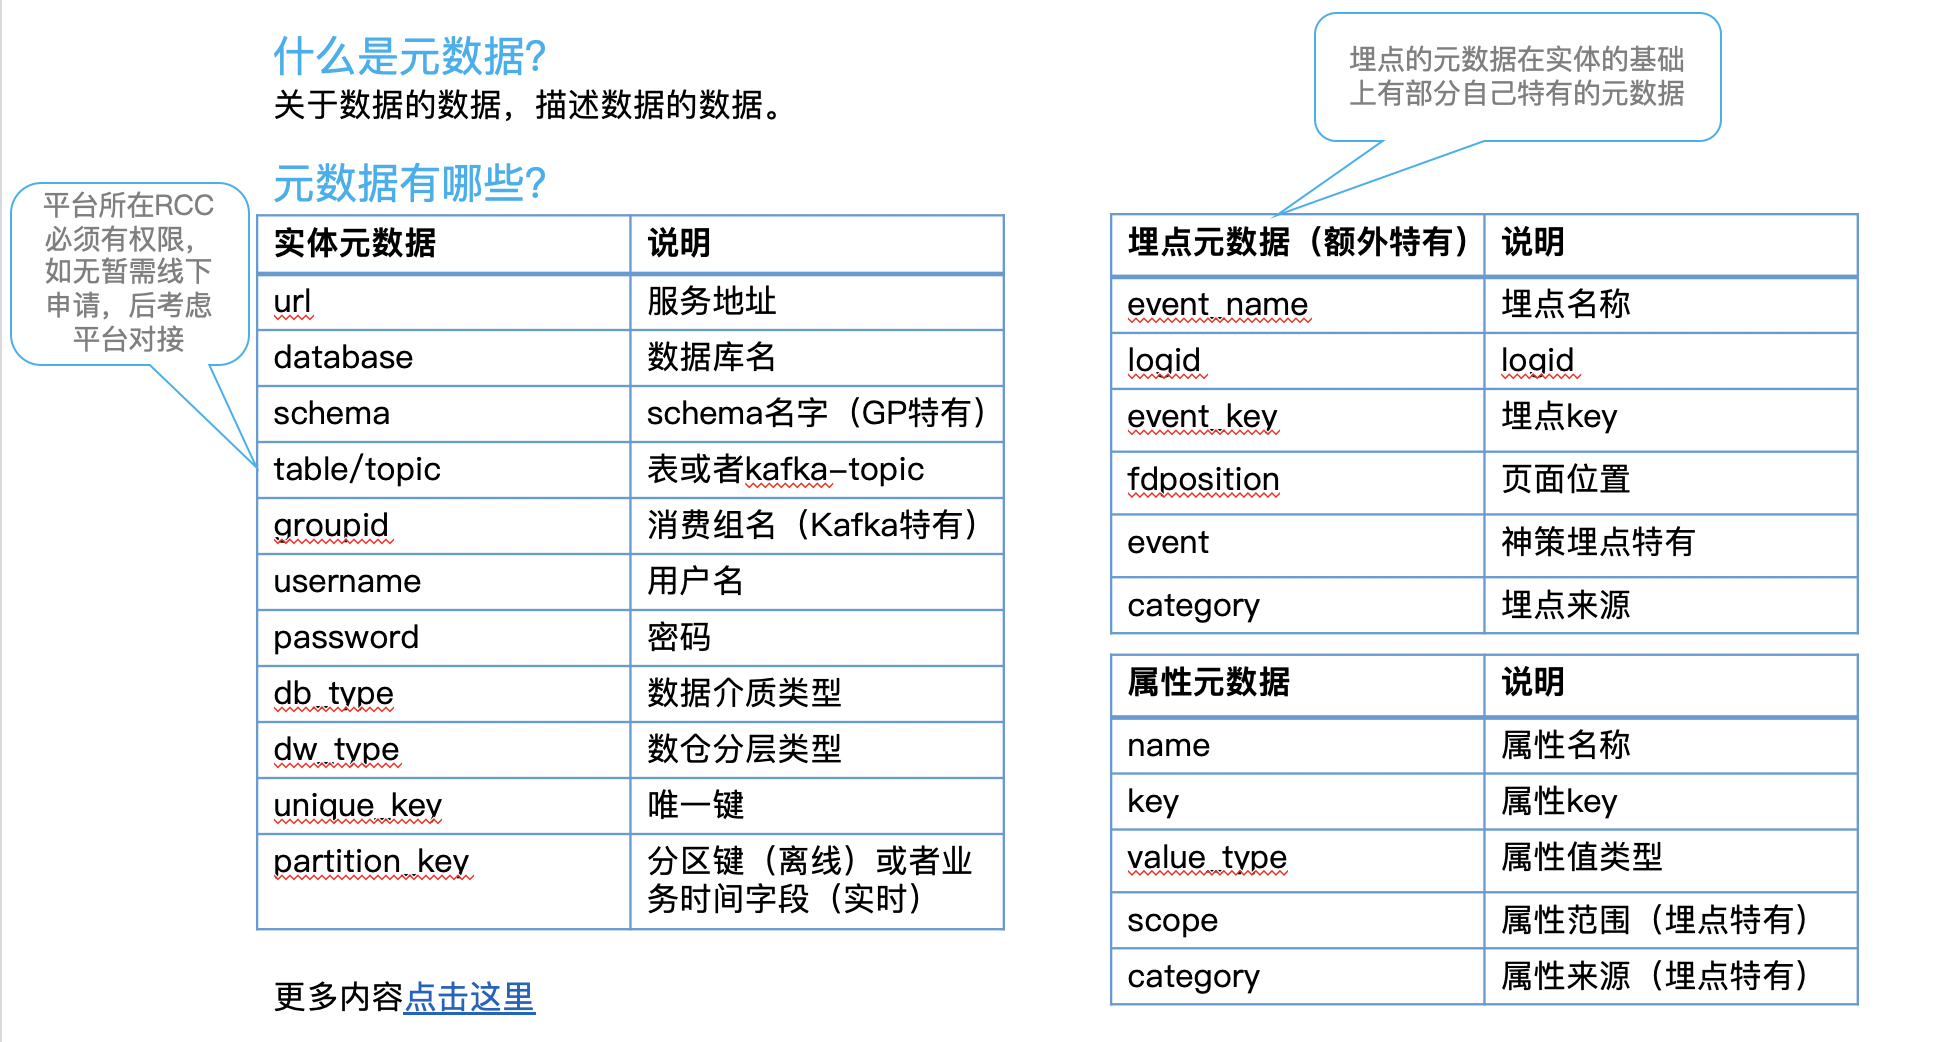 什么是元数据?
关于数据的数据，描述数据的数据。
元数据有哪些?
平台所在RCC
必须有权限，
如无暂需线下
申请，后考虑
平台对接
实体元数据 说明
url 服务地址
database 数据库名
schema schema名字（GP特有）
table/topic 表或者kafka-topic
groupid 消费组名（Kafka特有）
username 用户名
password 密码
db_type 数据介质类型
dw_type 数仓分层类型
unique_key 唯一键
partition_key 分区键（离线）或者业
务时间字段（实时）
更多内容点击这里
埋点的元数据在实体的基础
上有部分自己特有的元数据
埋点元数据（额外特有） 说明
event_name 埋点名称
logid logid
event_key 埋点key
fdposition 页面位置
event 神策埋点特有
category 埋点来源
属性元数据 说明
name 属性名称
key 属性key
value_type 属性值类型
scope 属性范围（埋点特有）
category 属性来源（埋点特有）